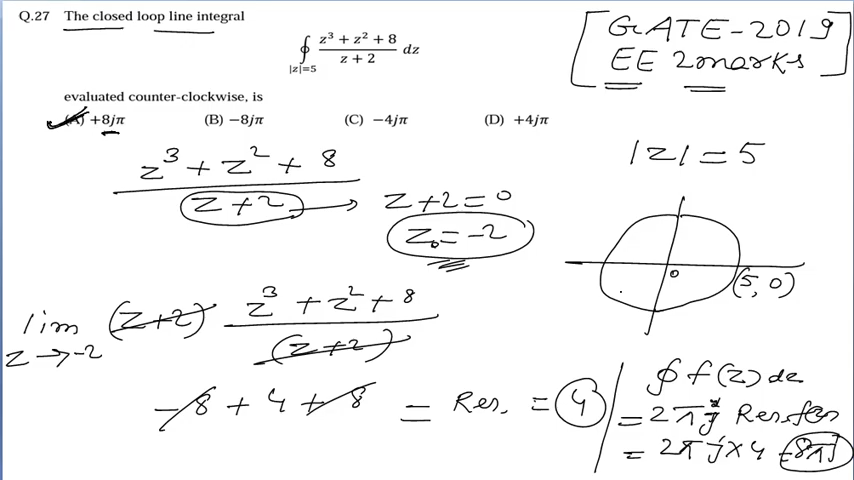 Q.27 The closed loop line integral
∮|z|=5 (z³ + z² + 8)/(z + 2) dz
evaluated counter-clockwise, is
(A) +8jπ (B) −8jπ (C) −4jπ (D) +4jπ
[GATE-2019
EE 2marks]
z³ + z² + 8
z+2 → z+2=0
z₀ = -2
|z| = 5
0
(5, 0)
lim z→-2 (z+2) (z³ + z² + 8)/(z+2)
-8 + 4 + 8 = Res. = 4
∮ f(z) dz
= 2πj
= 2πj×4 = 8πj